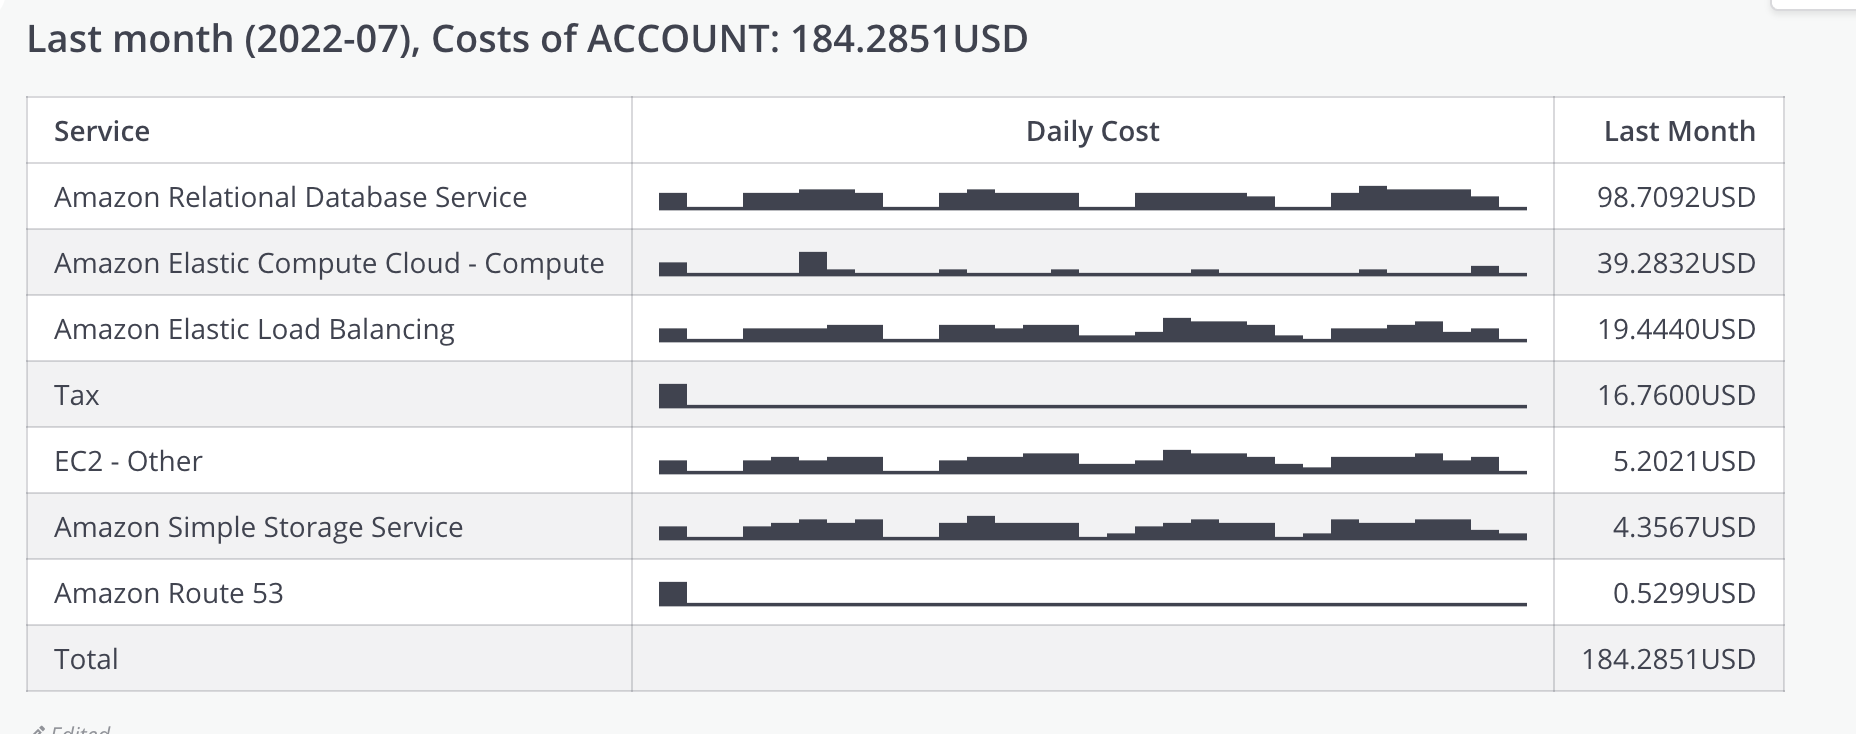 Last month (2022-07), Costs of ACCOUNT: 184.2851USD
Service Daily Cost Last Month
Amazon Relational Database Service 98.7092USD
Amazon Elastic Compute Cloud - Compute 39.2832USD
Amazon Elastic Load Balancing 19.4440USD
Tax 16.7600USD
EC2 - Other 5.2021USD
Amazon Simple Storage Service 4.3567USD
Amazon Route 53 0.5299USD
Total 184.2851USD
Edited